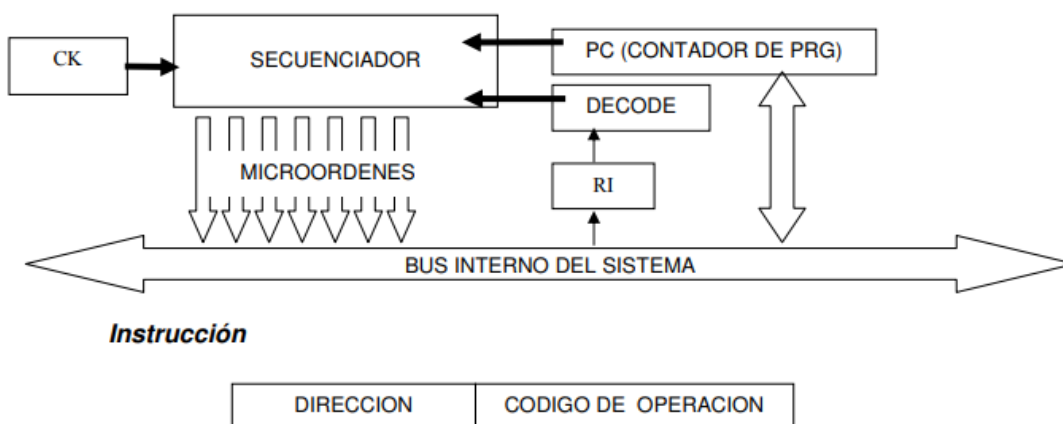 CK
SECUENCIADOR
PC (CONTADOR DE PRG)
DECODE
MICROORDENES
RI
BUS INTERNO DEL SISTEMA
Instrucción
DIRECCION
CODIGO DE OPERACION